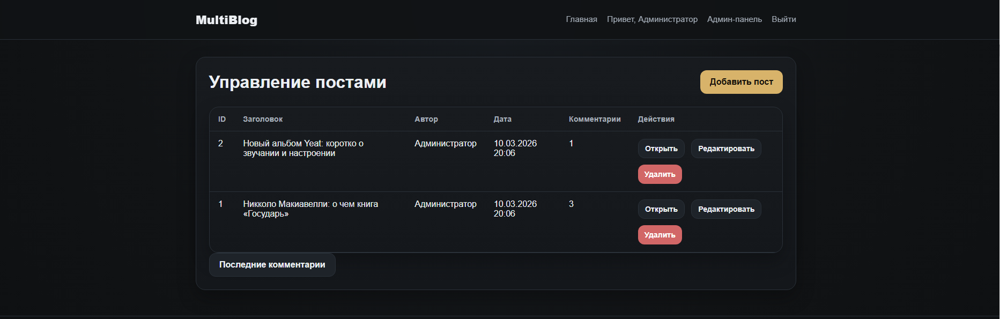 MultiBlog
Главная Привет, Администратор Админ-панель Выйти
Управление постами
Добавить пост
ID Заголовок Автор Дата Комментарии Действия
2 Новый альбом Yeat: коротко о Администратор 10.03.2026 1 Открыть Редактировать
звучании и настроении 20:06
Удалить
1 Никколо Макиавелли: о чем книга Администратор 10.03.2026 3 Открыть Редактировать
«Государь» 20:06
Удалить
Последние комментарии